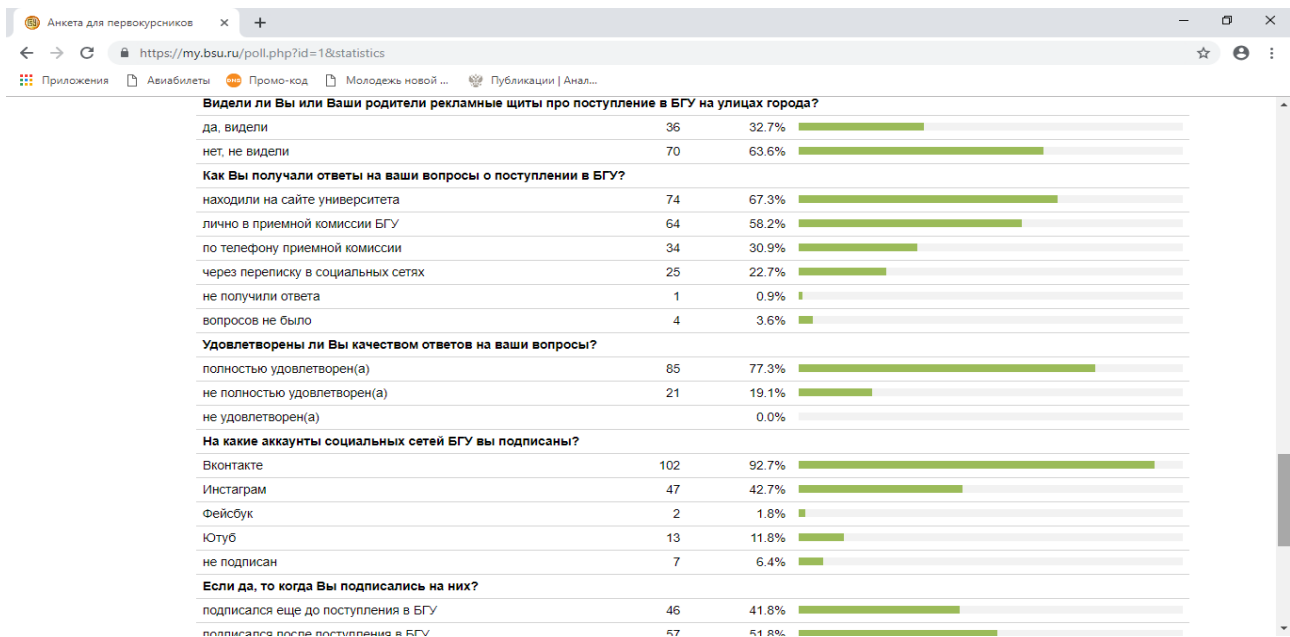 Анкета для первокурсников
https://my.bsu.ru/poll.php?id=1&statistics
Приложения Авиабилеты Промо-код Молодежь новой ... Публикации | Анал...
Видели ли Вы или Ваши родители рекламные щиты про поступление в БГУ на улицах города?
да, видели 36 32.7%
нет, не видели 70 63.6%
Как Вы получали ответы на ваши вопросы о поступлении в БГУ?
находили на сайте университета 74 67.3%
лично в приемной комиссии БГУ 64 58.2%
по телефону приемной комиссии 34 30.9%
через переписку в социальных сетях 25 22.7%
не получили ответа 1 0.9%
вопросов не было 4 3.6%
Удовлетворены ли Вы качеством ответов на ваши вопросы?
полностью удовлетворен(а) 85 77.3%
не полностью удовлетворен(а) 21 19.1%
не удовлетворен(а) 0.0%
На какие аккаунты социальных сетей БГУ вы подписаны?
Вконтакте 102 92.7%
Инстаграм 47 42.7%
Фейсбук 2 1.8%
Ютуб 13 11.8%
не подписан 7 6.4%
Если да, то когда Вы подписались на них?
подписался еще до поступления в БГУ 46 41.8%
подписался после поступления в БГУ 57 51.8%